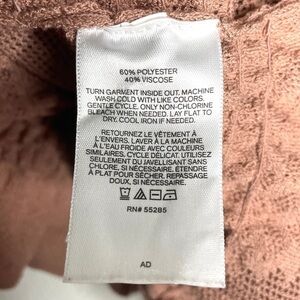 60% POLYESTER
40% VISCOSE
TURN GARMENT INSIDE OUT. MACHINE
WASH COLD WITH LIKE COLORS.
GENTLE CYCLE. ONLY NON-CHLORINE
BLEACH WHEN NEEDED. LAY FLAT TO
DRY. COOL IRON IF NEEDED.
RETOURNEZ LE VÊTEMENT À
L'ENVERS. LAVER À LA MACHINE
À L'EAU FROIDE AVEC COULEURS
SIMILAIRES, CYCLE DÉLICAT. UTILISEZ
SEULEMENT DU JAVELLISANT SANS
CHLORE, SI NÉCESSAIRE. ÉTENDRE
À PLAT POUR SÉCHER. REPASSAGE
DOUX, SI NÉCESSAIRE.
RN# 55285
AD